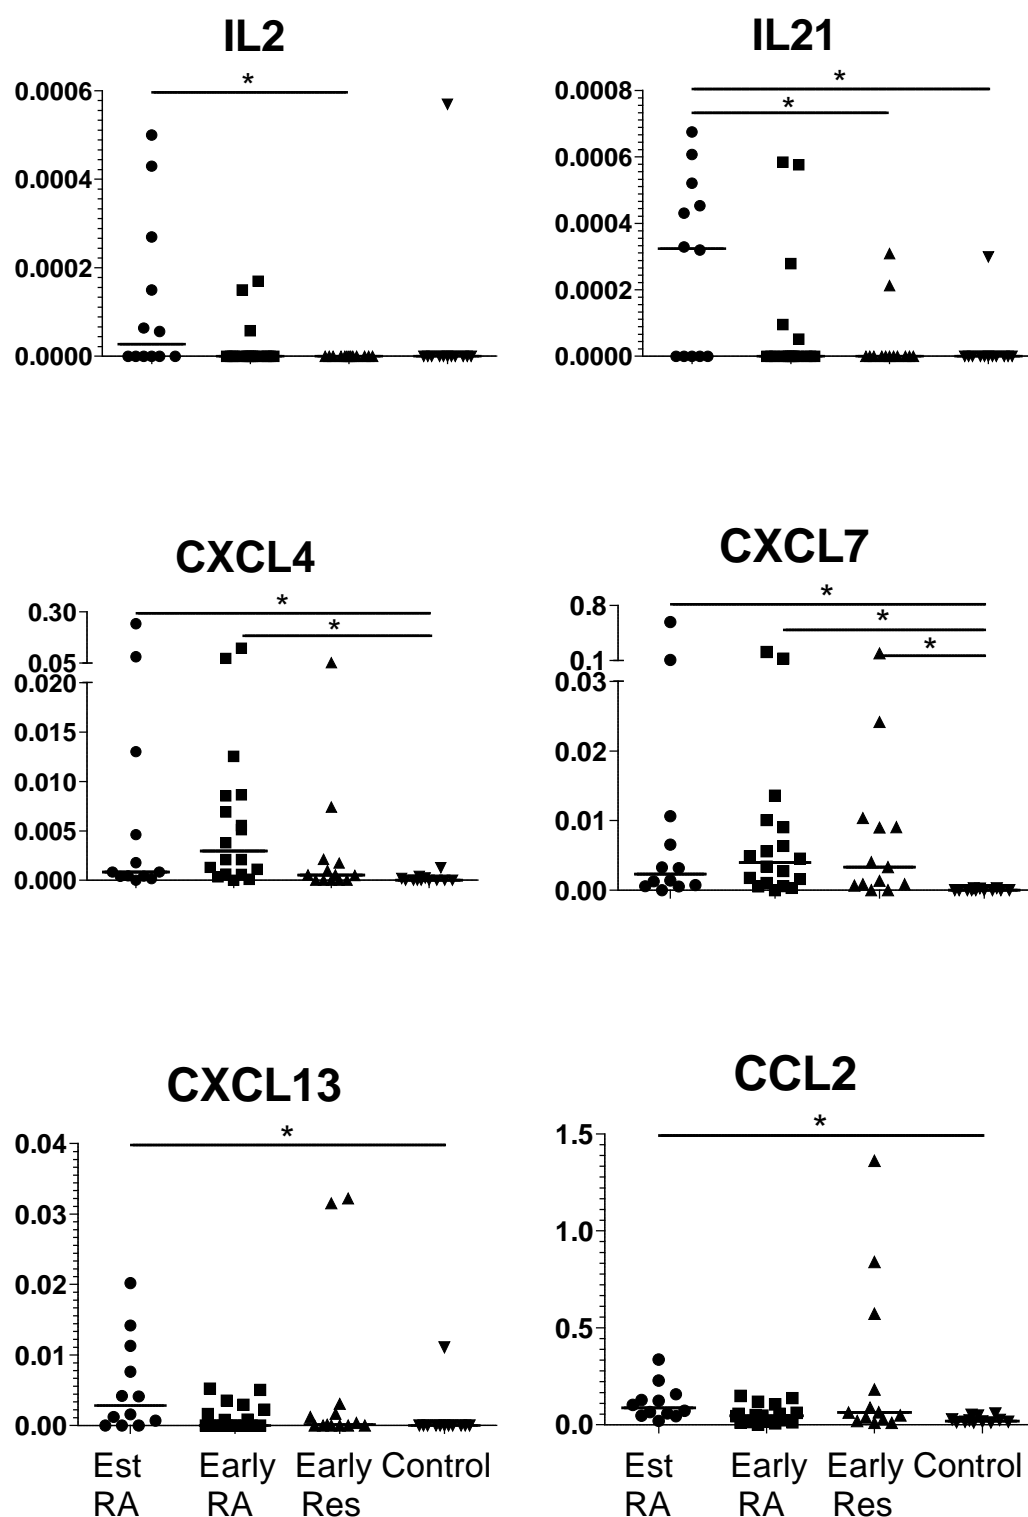 IL2
*
0.0006
0.0004
0.0002
0.0000
IL21
*
*
0.0008
0.0006
0.0004
0.0002
0.0000
CXCL4
*
*
0.30
0.05
0.020
0.015
0.010
0.005
0.000
CXCL7
*
*
*
0.8
0.1
0.03
0.02
0.01
0.00
CXCL13
*
0.04
0.03
0.02
0.01
0.00
Est RA
Early RA
Early Res
Control
CCL2
*
1.5
1.0
0.5
0.0
Est RA
Early RA
Early Res
Control